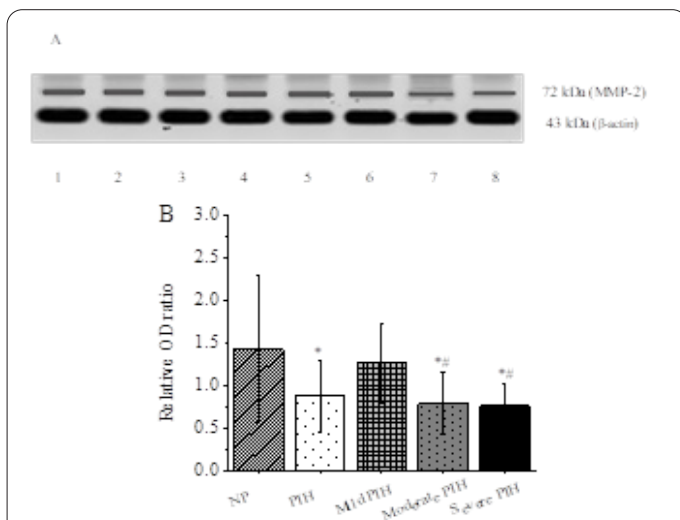 A
72 kDa (MMP-2)
43 kDa (β-actin)
1 2 3 4 5 6 7 8
B
Relative OD ratio
3.0
2.5
2.0
1.5
1.0
0.5
0.0
*
*#
*#
NP
PIH
Mild PIH
Moderate PIH
Severe PIH